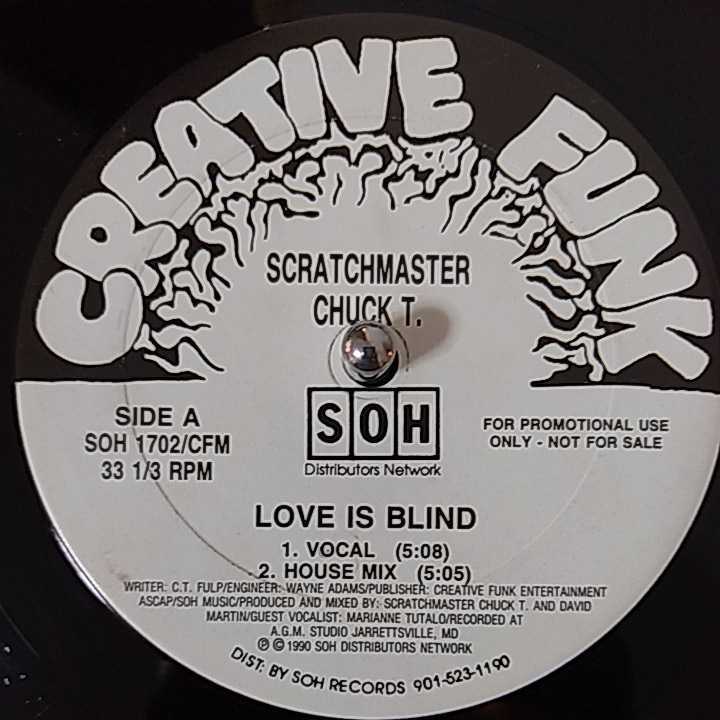 CREATIVE FUNK
SCRATCHMASTER
CHUCK T.
SIDE A
SOH 1702/CFM
33 1/3 RPM
SOH
Distributors Network
FOR PROMOTIONAL USE
ONLY - NOT FOR SALE
LOVE IS BLIND
1. VOCAL (5:08)
2. HOUSE MIX (5:05)
WRITER: C.T. FULP/ENGINEER: WAYNE ADAMS/PUBLISHER: CREATIVE FUNK ENTERTAINMENT
ASCAP/SOH MUSIC/PRODUCED AND MIXED BY: SCRATCHMASTER CHUCK T. AND DAVID
MARTIN/GUEST VOCALIST: MARIANNE TUTALO/RECORDED AT
A.G.M. STUDIO JARRETTSVILLE, MD
℗ © 1990 SOH DISTRIBUTORS NETWORK
DIST. BY SOH RECORDS 901-523-1190